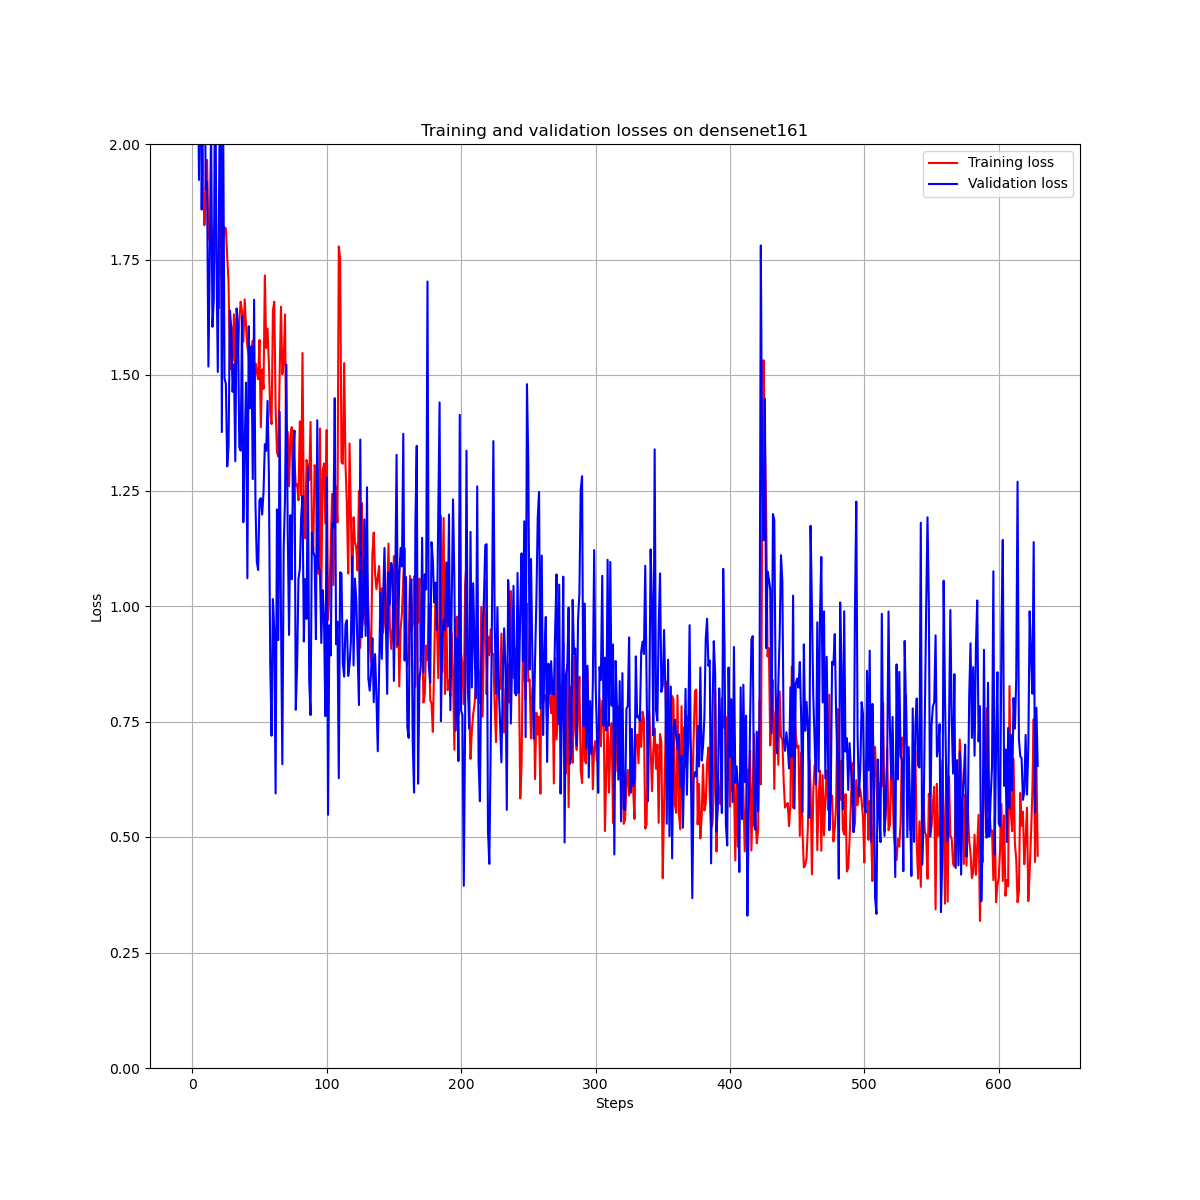 Training and validation losses on densenet161
Training loss
Validation loss
2.00
1.75
1.50
1.25
1.00
0.75
0.50
0.25
0.00
Loss
0 100 200 300 400 500 600
Steps